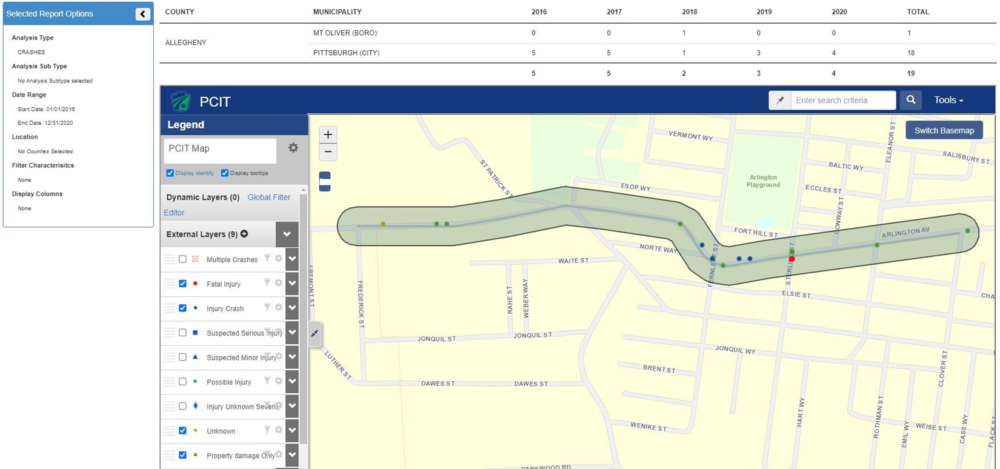 Selected Report Options
Analysis Type
CRASHES
Analysis Sub Type
No Analysis Subtype selected
Date Range
Start Date: 01/01/2016
End Date: 12/31/2020
Location
No Counties Selected
Filter Characterisitcs
None
Display Columns
None
COUNTY MUNICIPALITY 2016 2017 2018 2019 2020 TOTAL
ALLEGHENY
MT OLIVER (BORO) 0 0 1 0 0 1
PITTSBURGH (CITY) 5 5 1 3 4 18
5 5 2 3 4 19
PCIT
Enter search criteria
Tools
Legend
PCIT Map
Display identify Display tooltips
Dynamic Layers (0) Global Filter
Editor
External Layers (9)
Multiple Crashes
Fatal Injury
Injury Crash
Suspected Serious Injury
Suspected Minor Injury
Possible Injury
Injury Unknown Severity
Unknown
Property damage Only
+
−
Switch Basemap
VERMONT WY
ELEANOR ST
SALISBURY ST
BALTIC WY
ST PATRICK ST
Arlington
Playground
ESOP WY
ECCLES ST
CONWAY ST
FORT HILL ST
ARLINGTON AV
NORTE WAY
FERNLEAF ST
WAITE ST
FREMONT ST
FREDERICK ST
RAHE ST
WEBER WAY
ELSIE ST
CHA
JONQUIL ST
JONQUIL ST
JONQUIL WY
LUTHER ST
BRENT ST
CLOVER ST
DAWES ST
DAWES ST
HART WY
ROTHMAN ST
WENIKE ST
EMIL WY
WEISE ST
CASS WY
FLACK ST
PARKWOOD RD